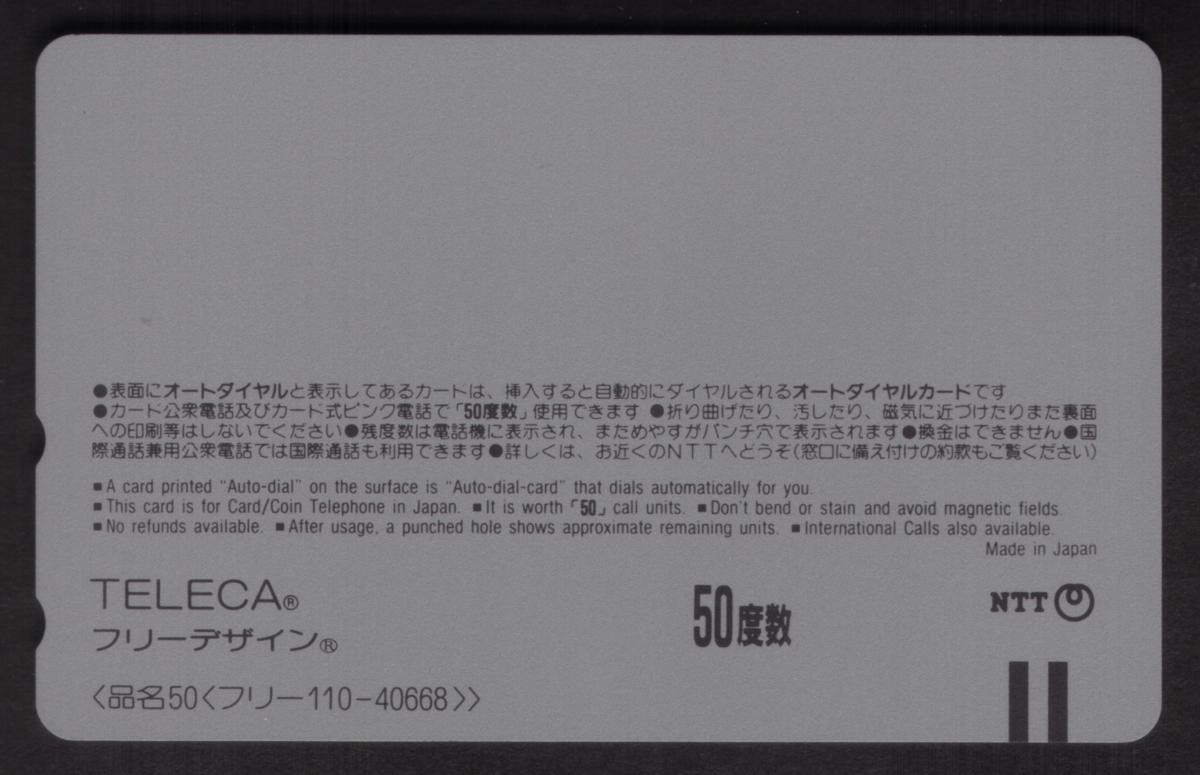 ●表面にオートダイヤルと表示してあるカードは、挿入すると自動的にダイヤルされるオートダイヤルカードです
●カード公衆電話及びカード式ピンク電話で「50度数」使用できます ●折り曲げたり、汚したり、磁気に近づけたりまた裏面
への印刷等はしないでください●残度数は電話機に表示され、まためやすがパンチ穴で表示されます●換金はできません●国
際通話兼用公衆電話では国際通話も利用できます●詳しくは、お近くのNTTへどうぞ(窓口に備え付けの約款もご覧ください)
■A card printed “Auto-dial” on the surface is “Auto-dial-card” that dials automatically for you.
■This card is for Card/Coin Telephone in Japan. ■It is worth「50」call units. ■Don't bend or stain and avoid magnetic fields.
■No refunds available. ■After usage, a punched hole shows approximate remaining units. ■International Calls also available.
Made in Japan
TELECA®
フリーデザイン®
50度数
NTT
〈品名50〈フリー110-40668〉〉